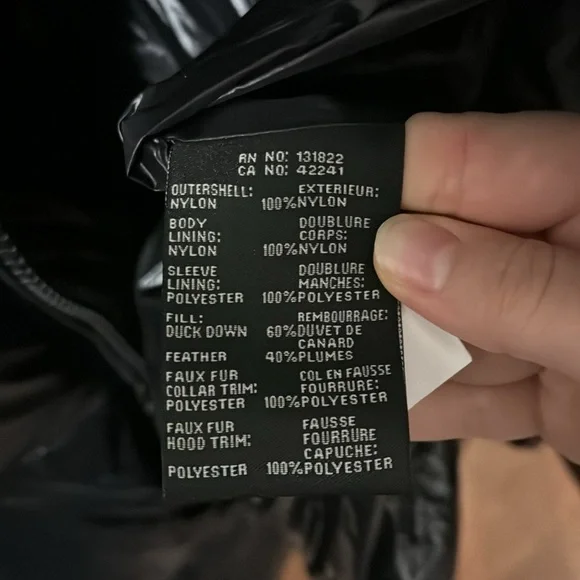 RN NO: 131822
CA NO: 42241
OUTERSHELL: EXTERIEUR:
NYLON 100%NYLON
BODY DOUBLURE
LINING: CORPS:
NYLON 100%NYLON
SLEEVE DOUBLURE
LINING: MANCHES:
POLYESTER 100%POLYESTER
FILL: REMBOURRAGE:
DUCK DOWN 60%DUVET DE
CANARD
FEATHER 40%PLUMES
FAUX FUR COL EN FAUSSE
COLLAR TRIM: FOURRURE:
POLYESTER 100%POLYESTER
FAUX FUR FAUSSE
HOOD TRIM: FOURRURE
CAPUCHE:
POLYESTER 100%POLYESTER